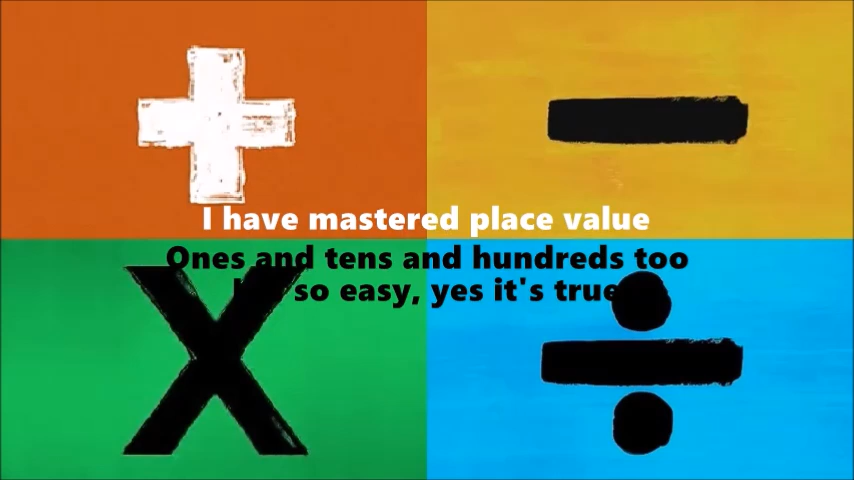 I have mastered place value
Ones and tens and hundreds too
so easy, yes it's true